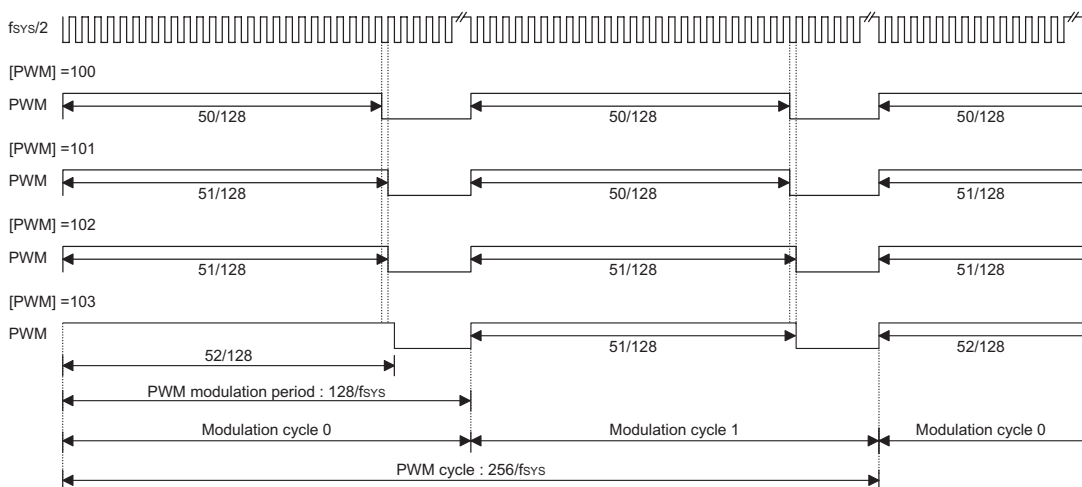 fSYS/2
[PWM] =100
PWM
50/128 50/128 50/128
[PWM] =101
PWM
51/128 50/128 51/128
[PWM] =102
PWM
51/128 51/128 51/128
[PWM] =103
PWM
52/128 51/128 52/128
PWM modulation period : 128/fSYS
Modulation cycle 0 Modulation cycle 1 Modulation cycle 0
PWM cycle : 256/fSYS